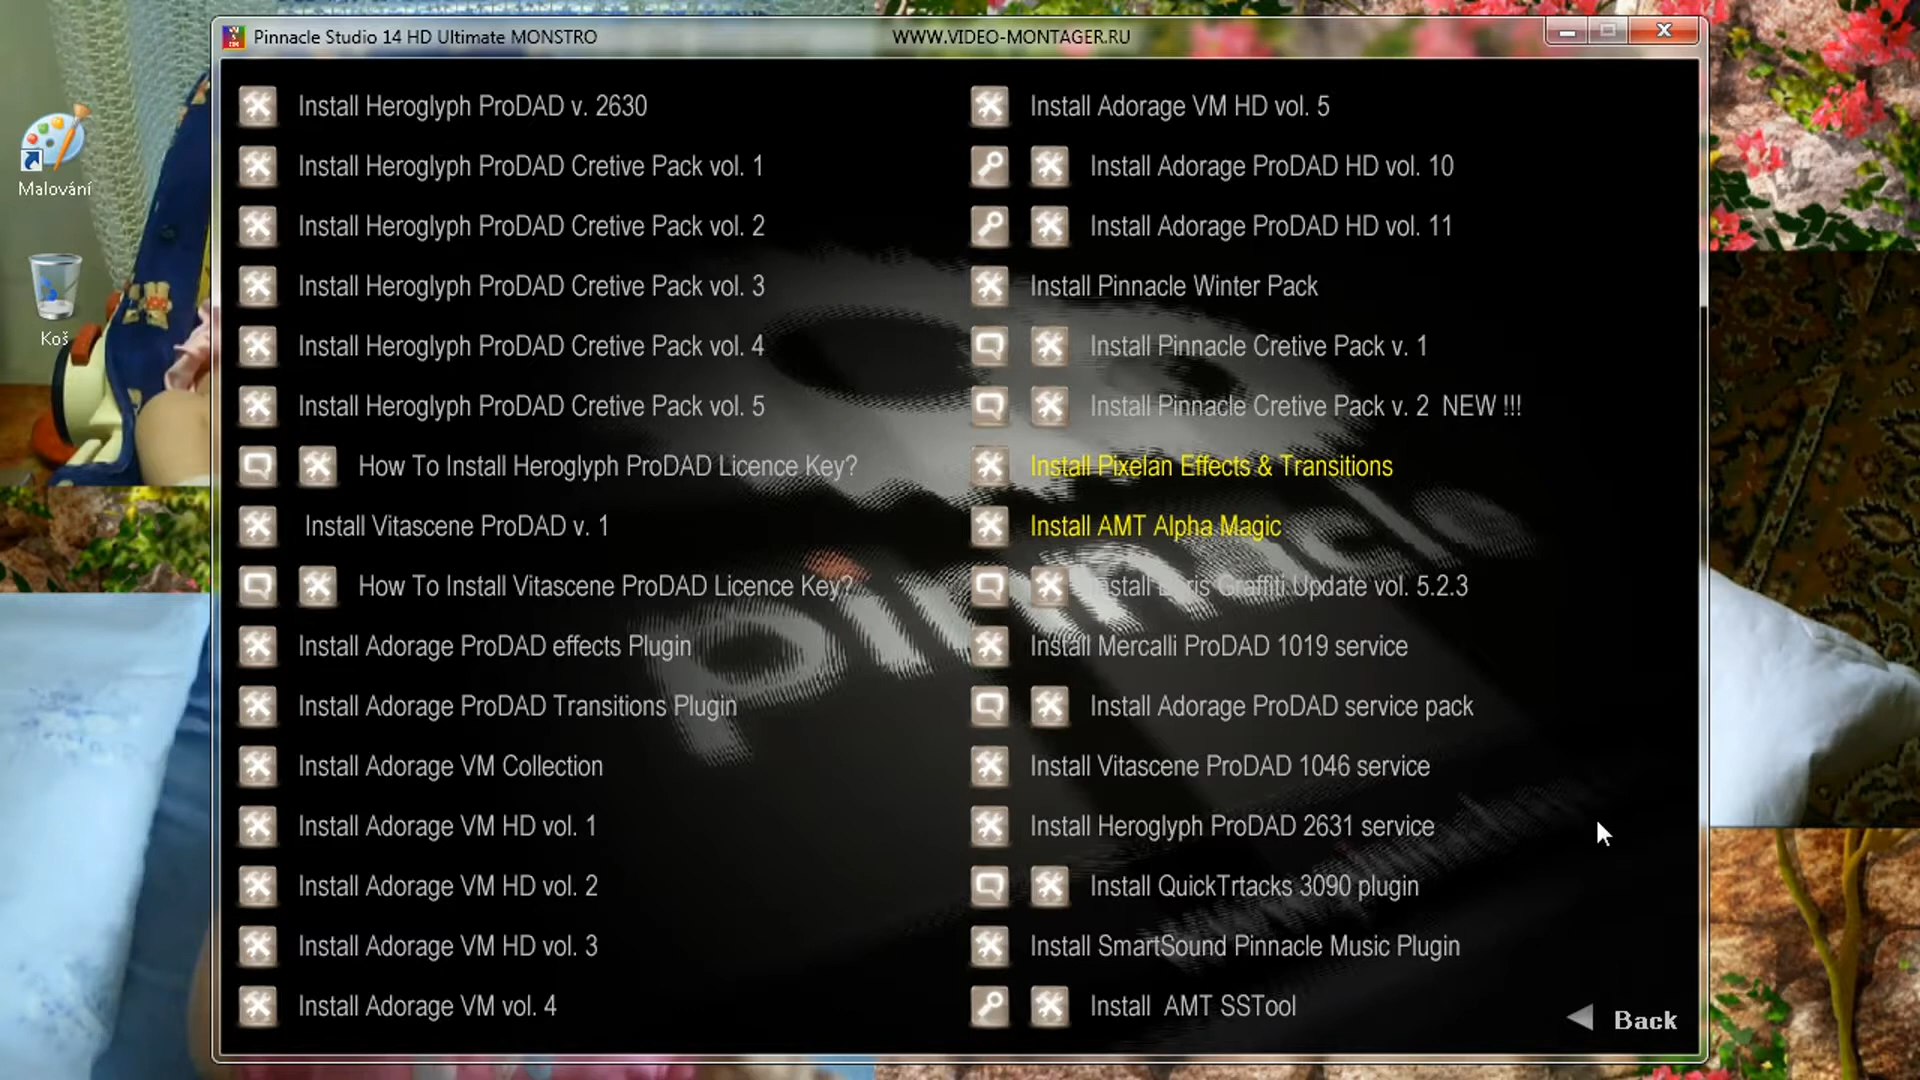 Pinnacle Studio 14 HD Ultimate MONSTRO
WWW.VIDEO-MONTAGER.RU
Malování
Koš
Install Heroglyph ProDAD v. 2630
Install Heroglyph ProDAD Cretive Pack vol. 1
Install Heroglyph ProDAD Cretive Pack vol. 2
Install Heroglyph ProDAD Cretive Pack vol. 3
Install Heroglyph ProDAD Cretive Pack vol. 4
Install Heroglyph ProDAD Cretive Pack vol. 5
How To Install Heroglyph ProDAD Licence Key?
Install Vitascene ProDAD v. 1
How To Install Vitascene ProDAD Licence Key?
Install Adorage ProDAD effects Plugin
Install Adorage ProDAD Transitions Plugin
Install Adorage VM Collection
Install Adorage VM HD vol. 1
Install Adorage VM HD vol. 2
Install Adorage VM HD vol. 3
Install Adorage VM vol. 4
Install Adorage VM HD vol. 5
Install Adorage ProDAD HD vol. 10
Install Adorage ProDAD HD vol. 11
Install Pinnacle Winter Pack
Install Pinnacle Cretive Pack v. 1
Install Pinnacle Cretive Pack v. 2 NEW !!!
Install Pixelan Effects & Transitions
Install AMT Alpha Magic
Install Boris Graffiti Update vol. 5.2.3
Install Mercalli ProDAD 1019 service
Install Adorage ProDAD service pack
Install Vitascene ProDAD 1046 service
Install Heroglyph ProDAD 2631 service
Install QuickTrtacks 3090 plugin
Install SmartSound Pinnacle Music Plugin
Install AMT SSTool
Back
pinnacle